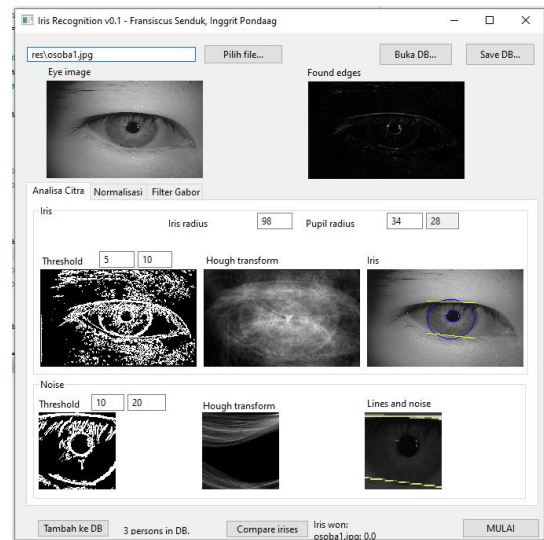 Iris Recognition v0.1 - Fransiscus Senduk, Inggrit Pondaag
res\osoba1.jpg Pilih file... Buka DB... Save DB...
Eye image Found edges
Analisa Citra Normalisasi Filter Gabor
Iris
Iris radius 98 Pupil radius 34 28
Threshold 5 10 Hough transform Iris
Noise
Threshold 10 20 Hough transform Lines and noise
Tambah ke DB 3 persons in DB. Compare irises Iris won: MULAI
osoba1.jpg: 0.0